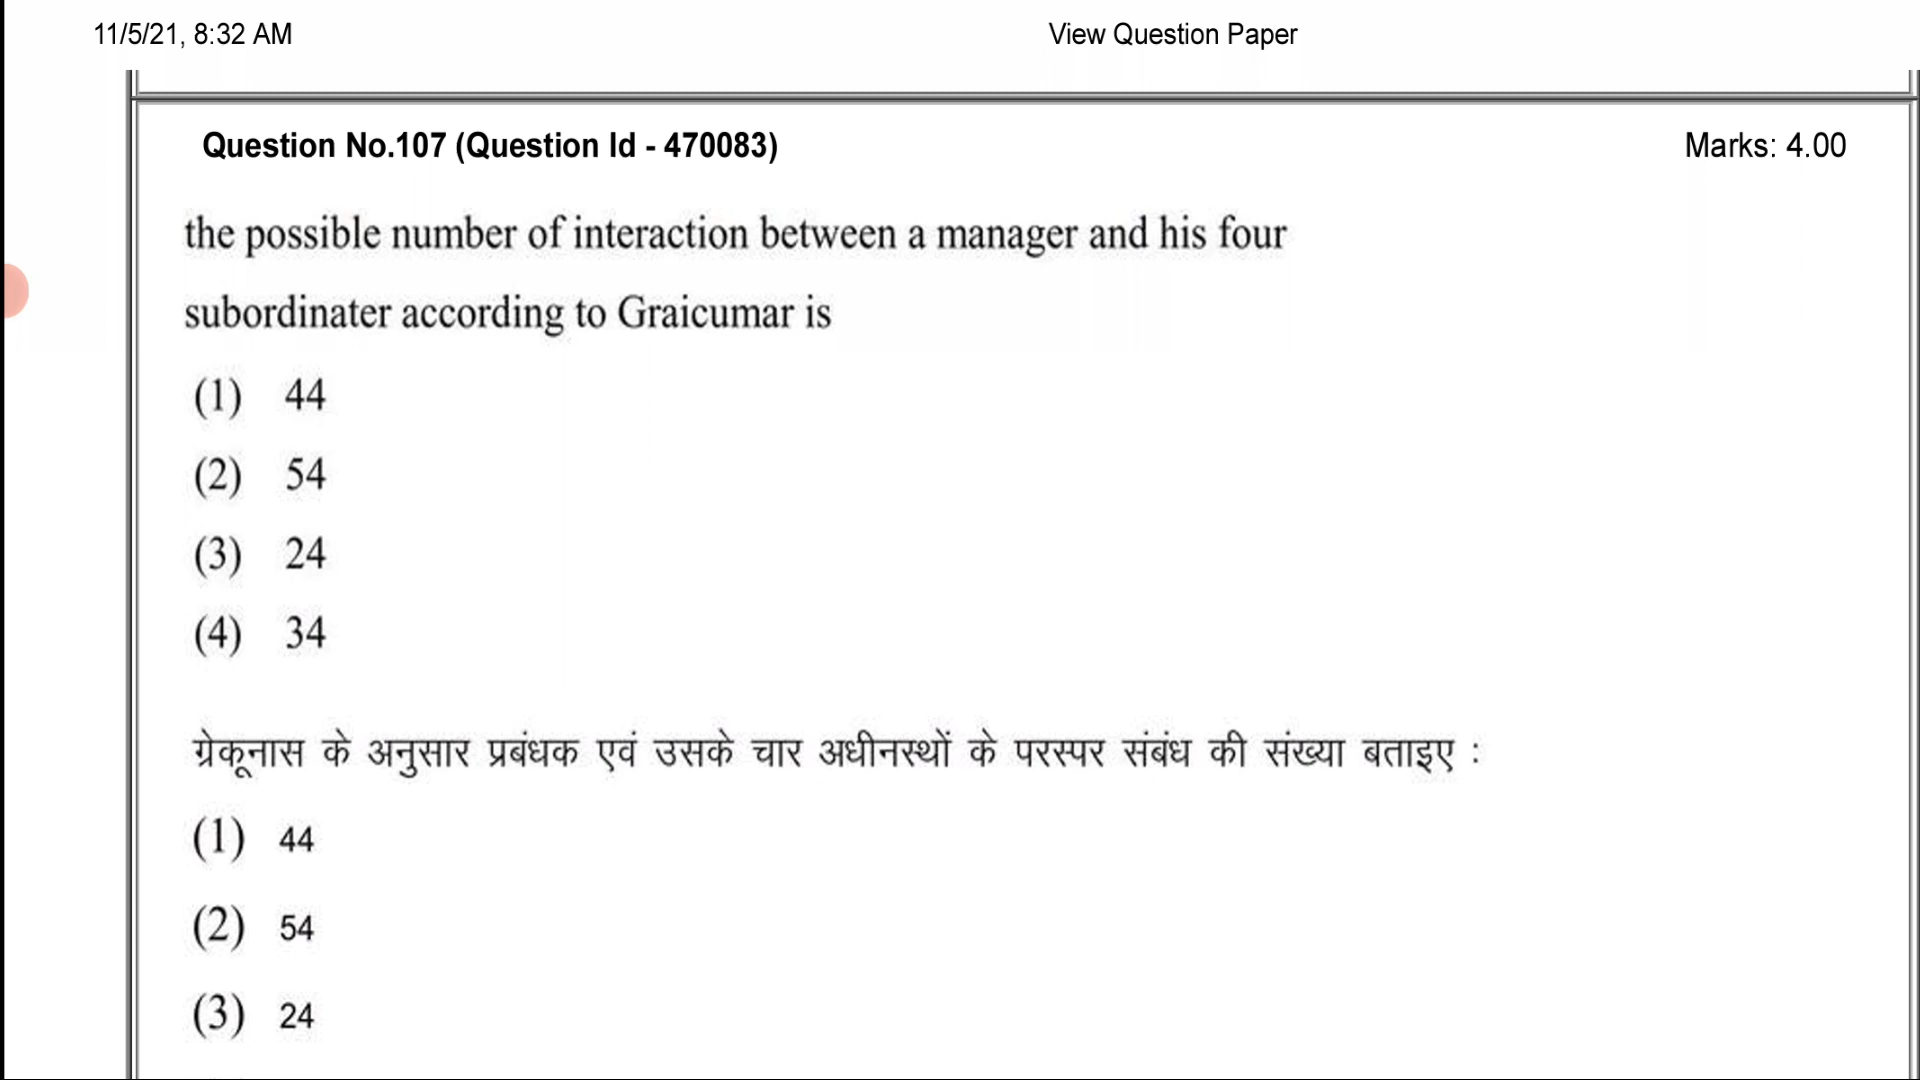 11/5/21, 8:32 AM View Question Paper
Question No.107 (Question Id - 470083) Marks: 4.00
the possible number of interaction between a manager and his four
subordinater according to Graicumar is
(1) 44
(2) 54
(3) 24
(4) 34
ग्रेकूनास के अनुसार प्रबंधक एवं उसके चार अधीनस्थों के परस्पर संबंध की संख्या बताइए :
(1) 44
(2) 54
(3) 24